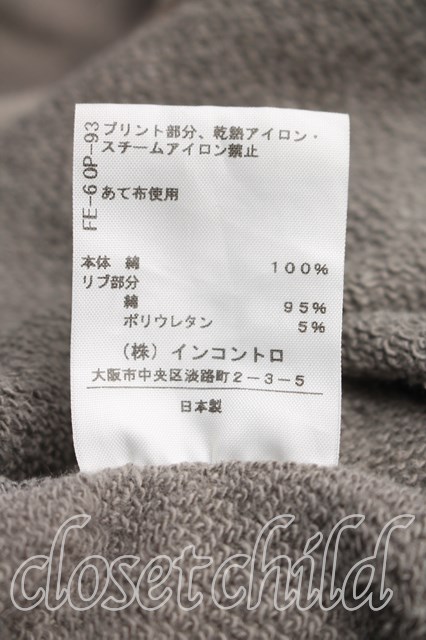 FE-6 OP-93
プリント部分、乾熱アイロン・
スチームアイロン禁止
あて布使用
本体 綿 100%
リブ部分
綿 95%
ポリウレタン 5%
(株)インコントロ
大阪市中央区淡路町2-3-5
日本製
closetchild